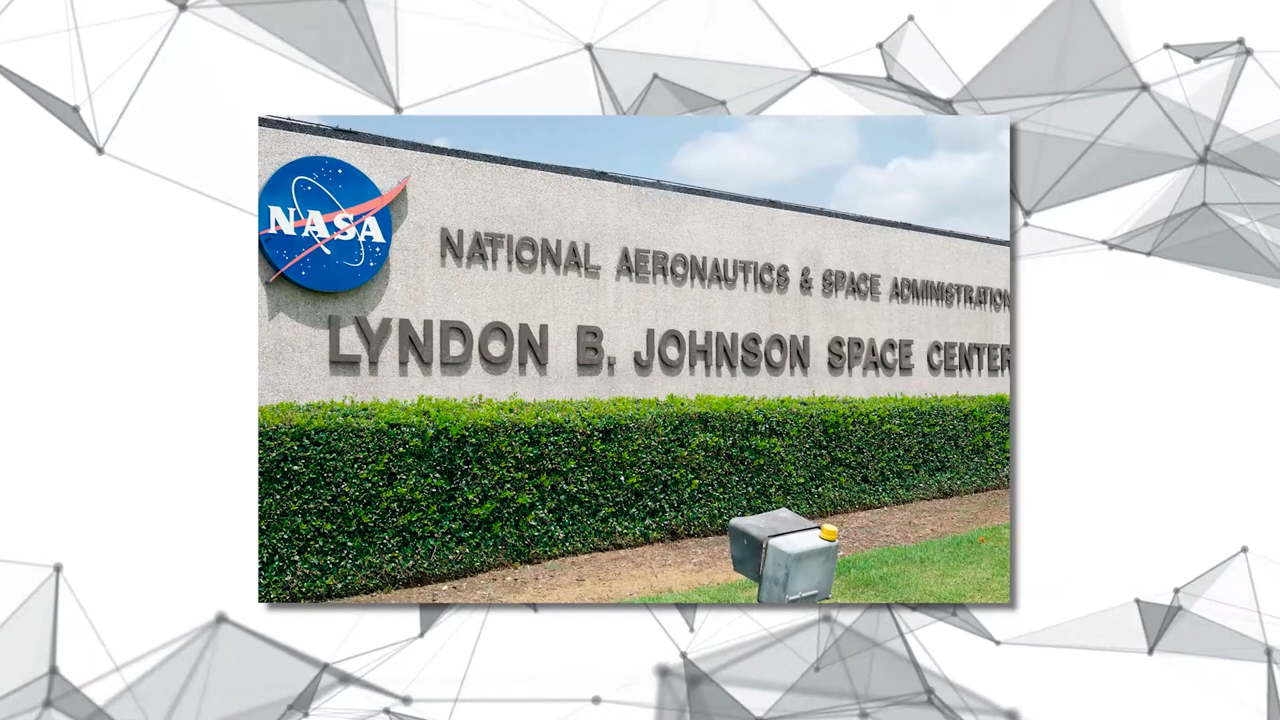 NASA
NATIONAL AERONAUTICS & SPACE ADMINISTRATION
LYNDON B. JOHNSON SPACE CENTER